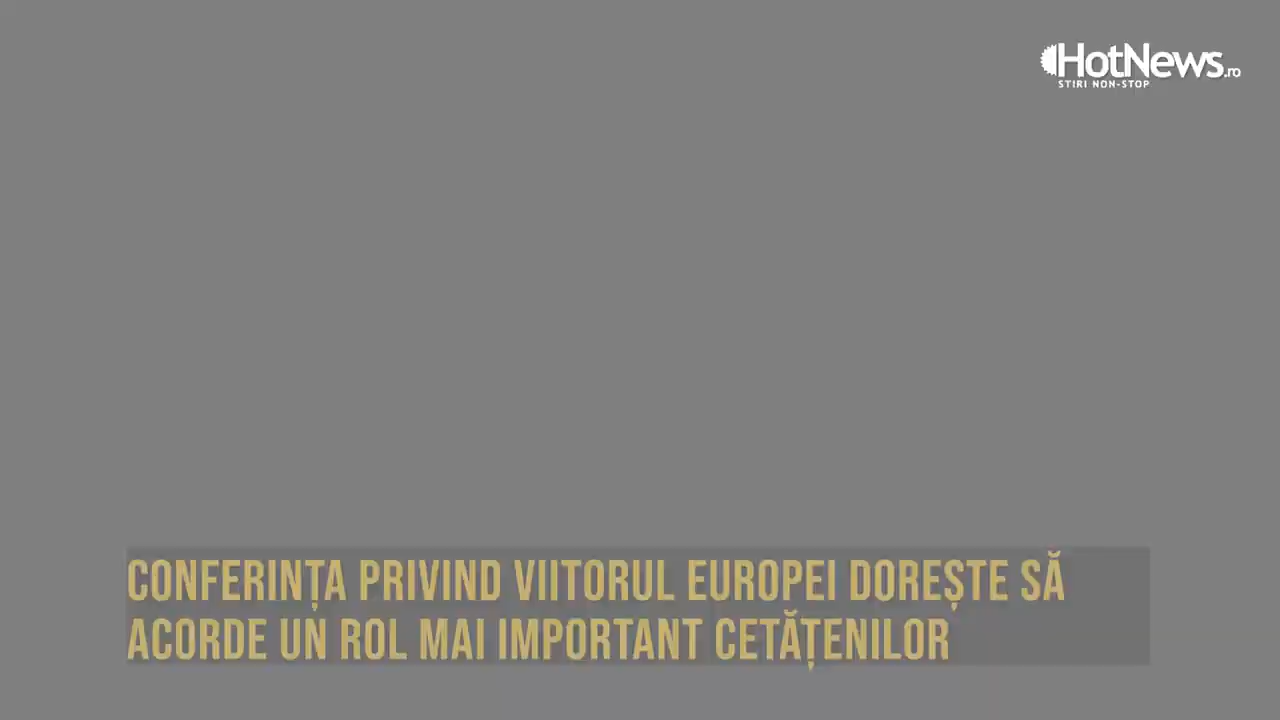 HotNews.ro
STIRI NON-STOP
CONFERINȚA PRIVIND VIITORUL EUROPEI DOREȘTE SĂ
ACORDE UN ROL MAI IMPORTANT CETĂȚENILOR